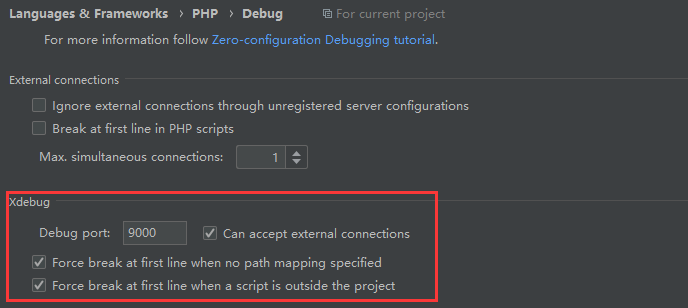 Languages & Frameworks › PHP › Debug For current project
For more information follow Zero-configuration Debugging tutorial.
External connections
Ignore external connections through unregistered server configurations
Break at first line in PHP scripts
Max. simultaneous connections: 1
Xdebug
Debug port: 9000 Can accept external connections
Force break at first line when no path mapping specified
Force break at first line when a script is outside the project